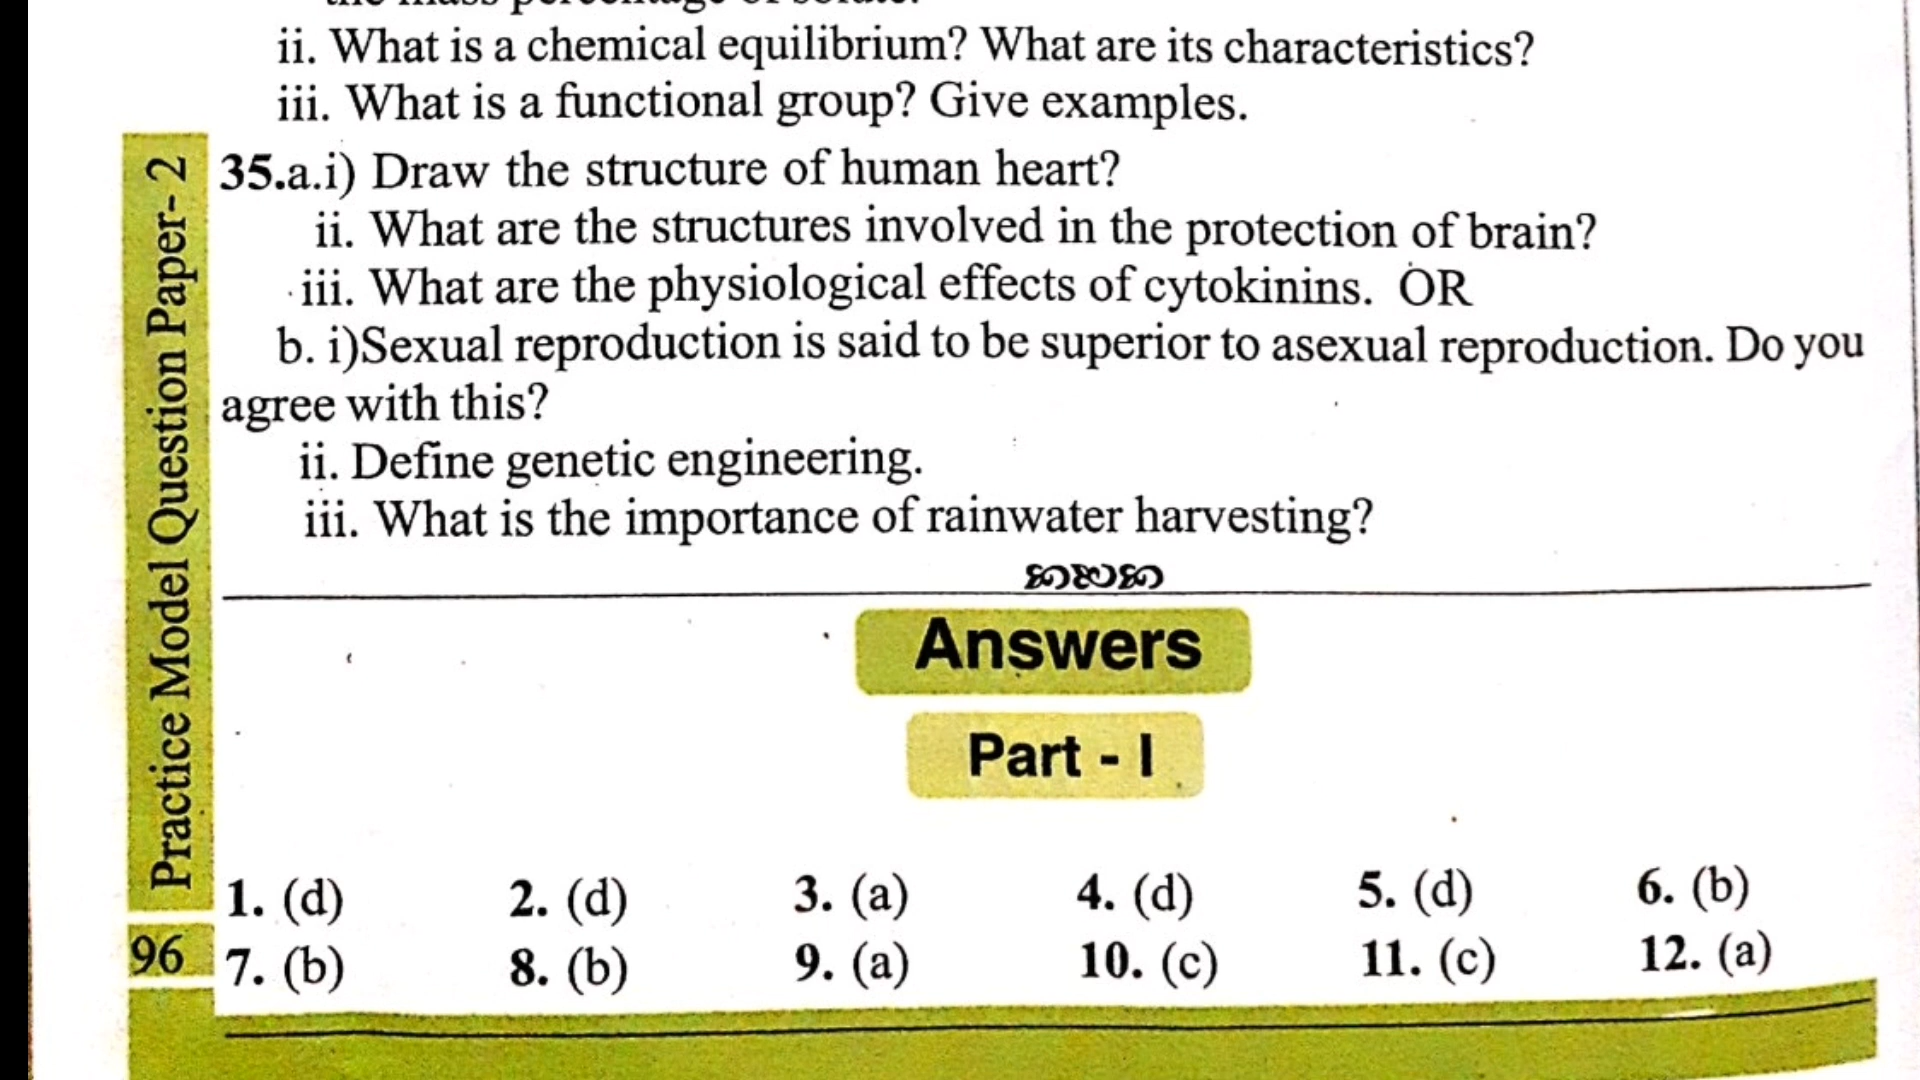 ii. What is a chemical equilibrium? What are its characteristics?
iii. What is a functional group? Give examples.
35.a.i) Draw the structure of human heart?
ii. What are the structures involved in the protection of brain?
iii. What are the physiological effects of cytokinins. OR
b. i)Sexual reproduction is said to be superior to asexual reproduction. Do you
agree with this?
ii. Define genetic engineering.
iii. What is the importance of rainwater harvesting?
Answers
Part - I
1. (d) 2. (d) 3. (a) 4. (d) 5. (d) 6. (b)
7. (b) 8. (b) 9. (a) 10. (c) 11. (c) 12. (a)
Practice Model Question Paper- 2
96